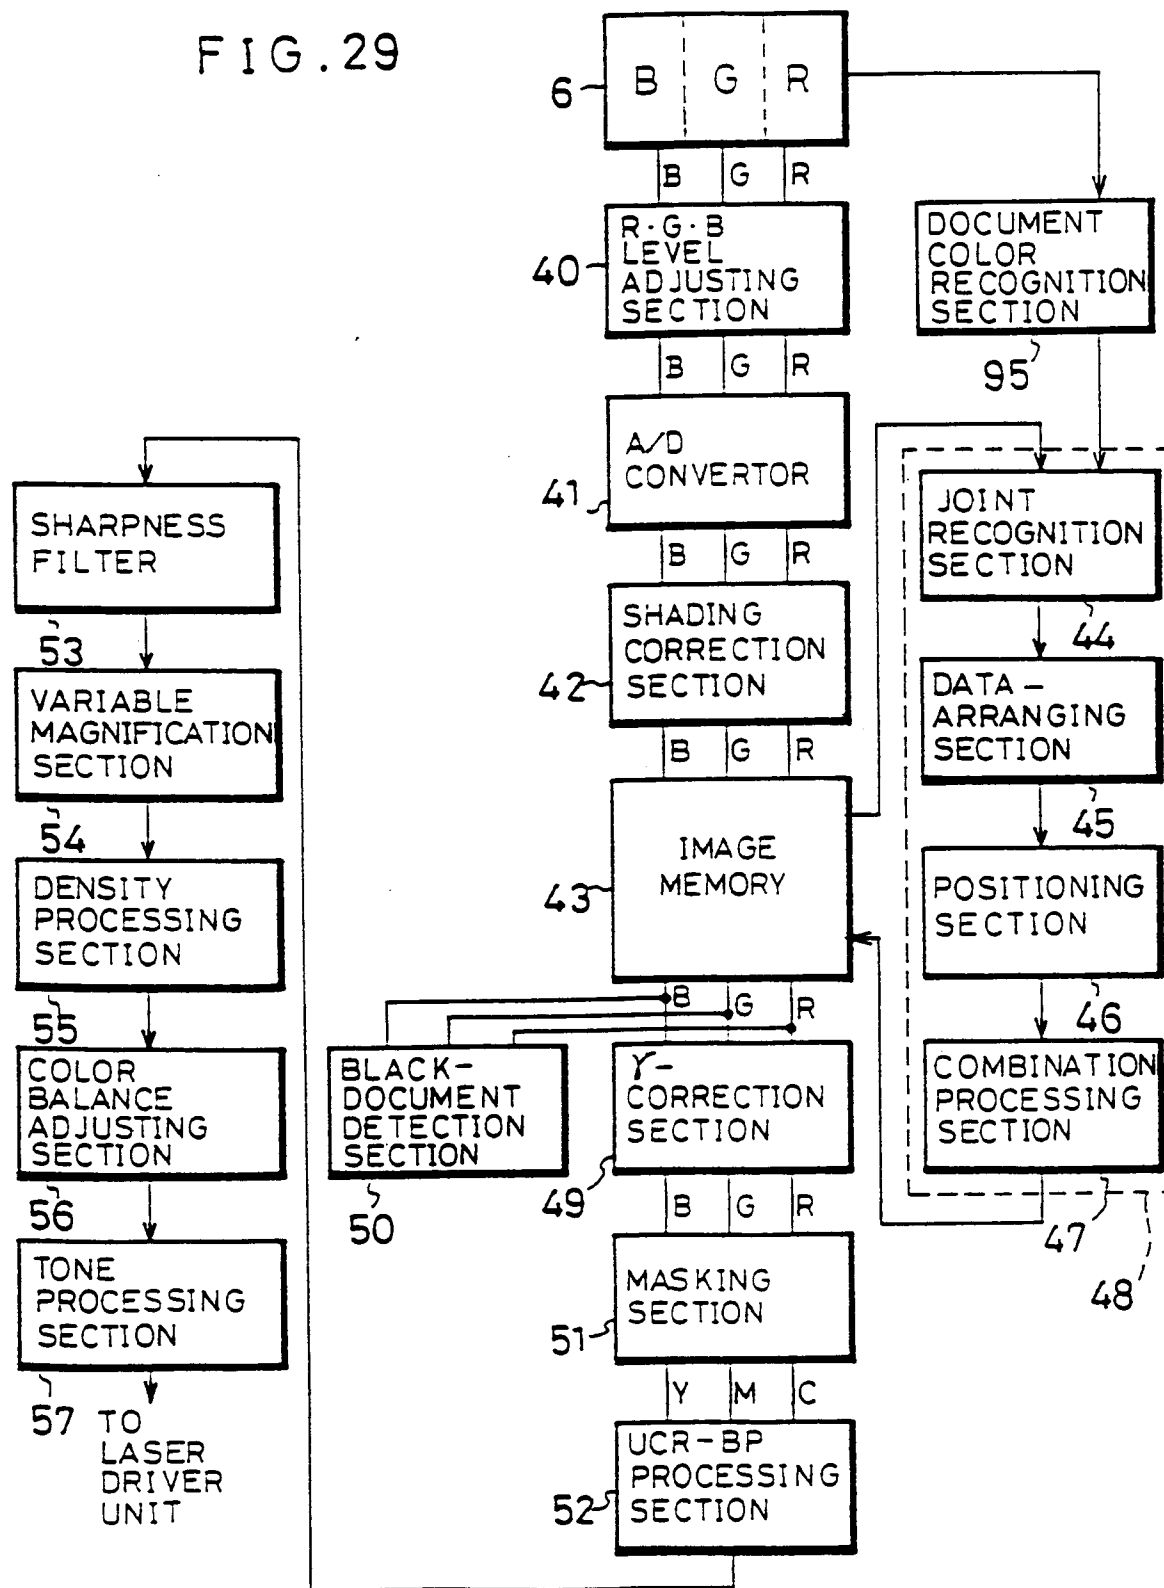 FIG.29
B G R
6
B G R
R·G·B
LEVEL
ADJUSTING
SECTION
40
B G R
A/D
CONVERTOR
41
B G R
SHADING
CORRECTION
SECTION
42
B G R
IMAGE
MEMORY
43
B G R
BLACK-
DOCUMENT
DETECTION
SECTION
50
γ-
CORRECTION
SECTION
49
B G R
MASKING
SECTION
51
Y M C
UCR-BP
PROCESSING
SECTION
52
DOCUMENT
COLOR
RECOGNITION
SECTION
95
JOINT
RECOGNITION
SECTION
44
DATA-
ARRANGING
SECTION
45
POSITIONING
SECTION
46
COMBINATION
PROCESSING
SECTION
47
48
SHARPNESS
FILTER
53
VARIABLE
MAGNIFICATION
SECTION
54
DENSITY
PROCESSING
SECTION
55
COLOR
BALANCE
ADJUSTING
SECTION
56
TONE
PROCESSING
SECTION
57
TO
LASER
DRIVER
UNIT